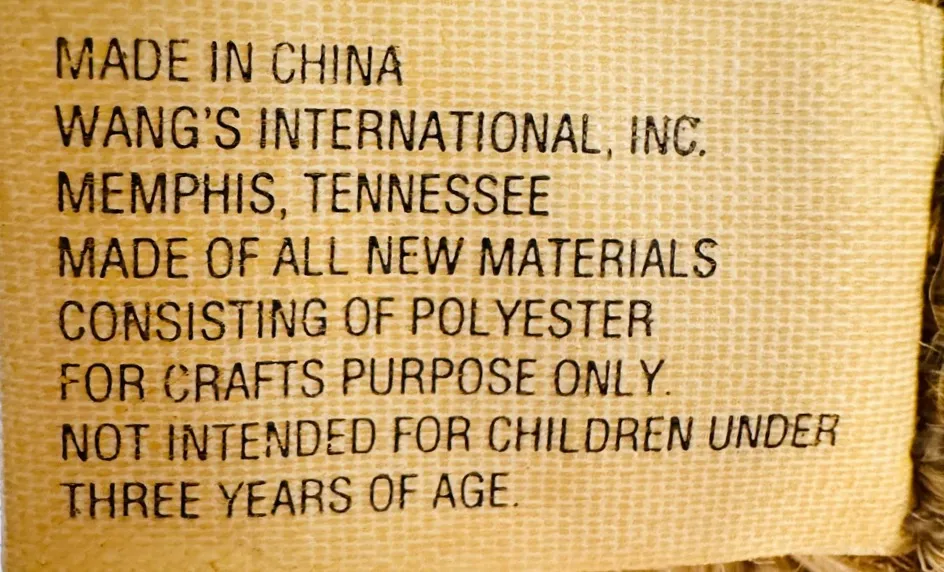 MADE IN CHINA
WANG'S INTERNATIONAL, INC.
MEMPHIS, TENNESSEE
MADE OF ALL NEW MATERIALS
CONSISTING OF POLYESTER
FOR CRAFTS PURPOSE ONLY.
NOT INTENDED FOR CHILDREN UNDER
THREE YEARS OF AGE.